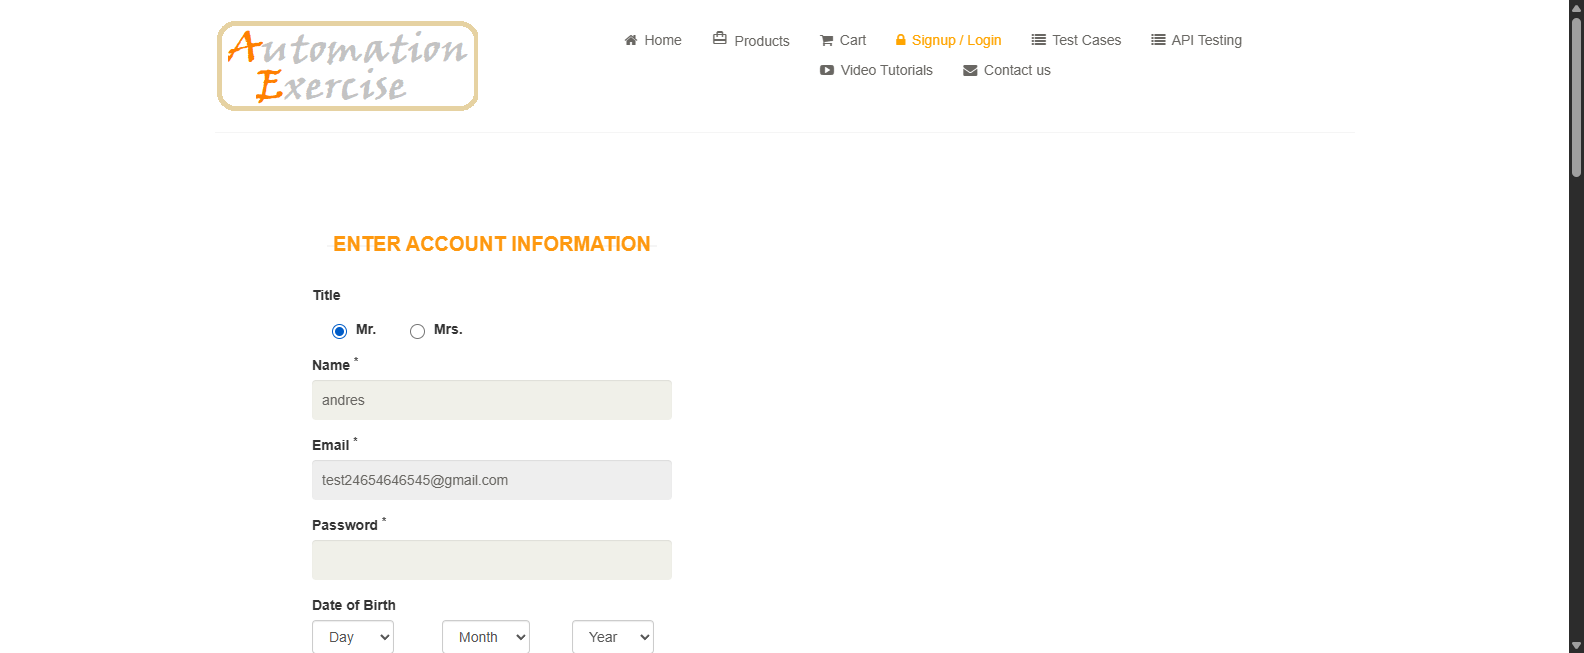 Automation
Exercise
Home
Products
Cart
Signup / Login
Test Cases
API Testing
Video Tutorials
Contact us
ENTER ACCOUNT INFORMATION
Title
Mr.
Mrs.
Name *
andres
Email *
test24654646545@gmail.com
Password *
Date of Birth
Day
Month
Year